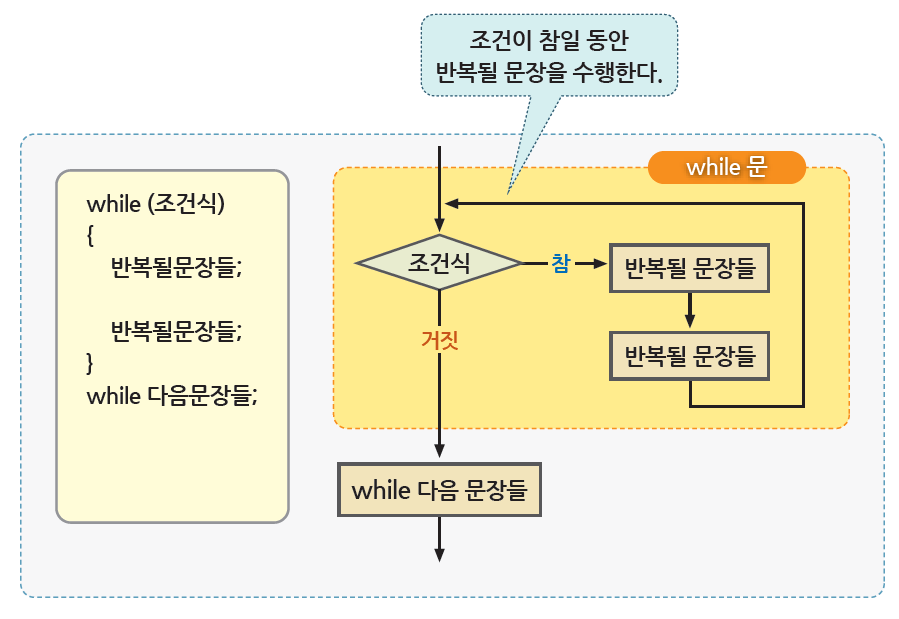 조건이 참일 동안
반복될 문장을 수행한다.
while 문
while (조건식)
{
반복될문장들;
반복될문장들;
}
while 다음문장들;
조건식
참
반복될 문장들
거짓
반복될 문장들
while 다음 문장들